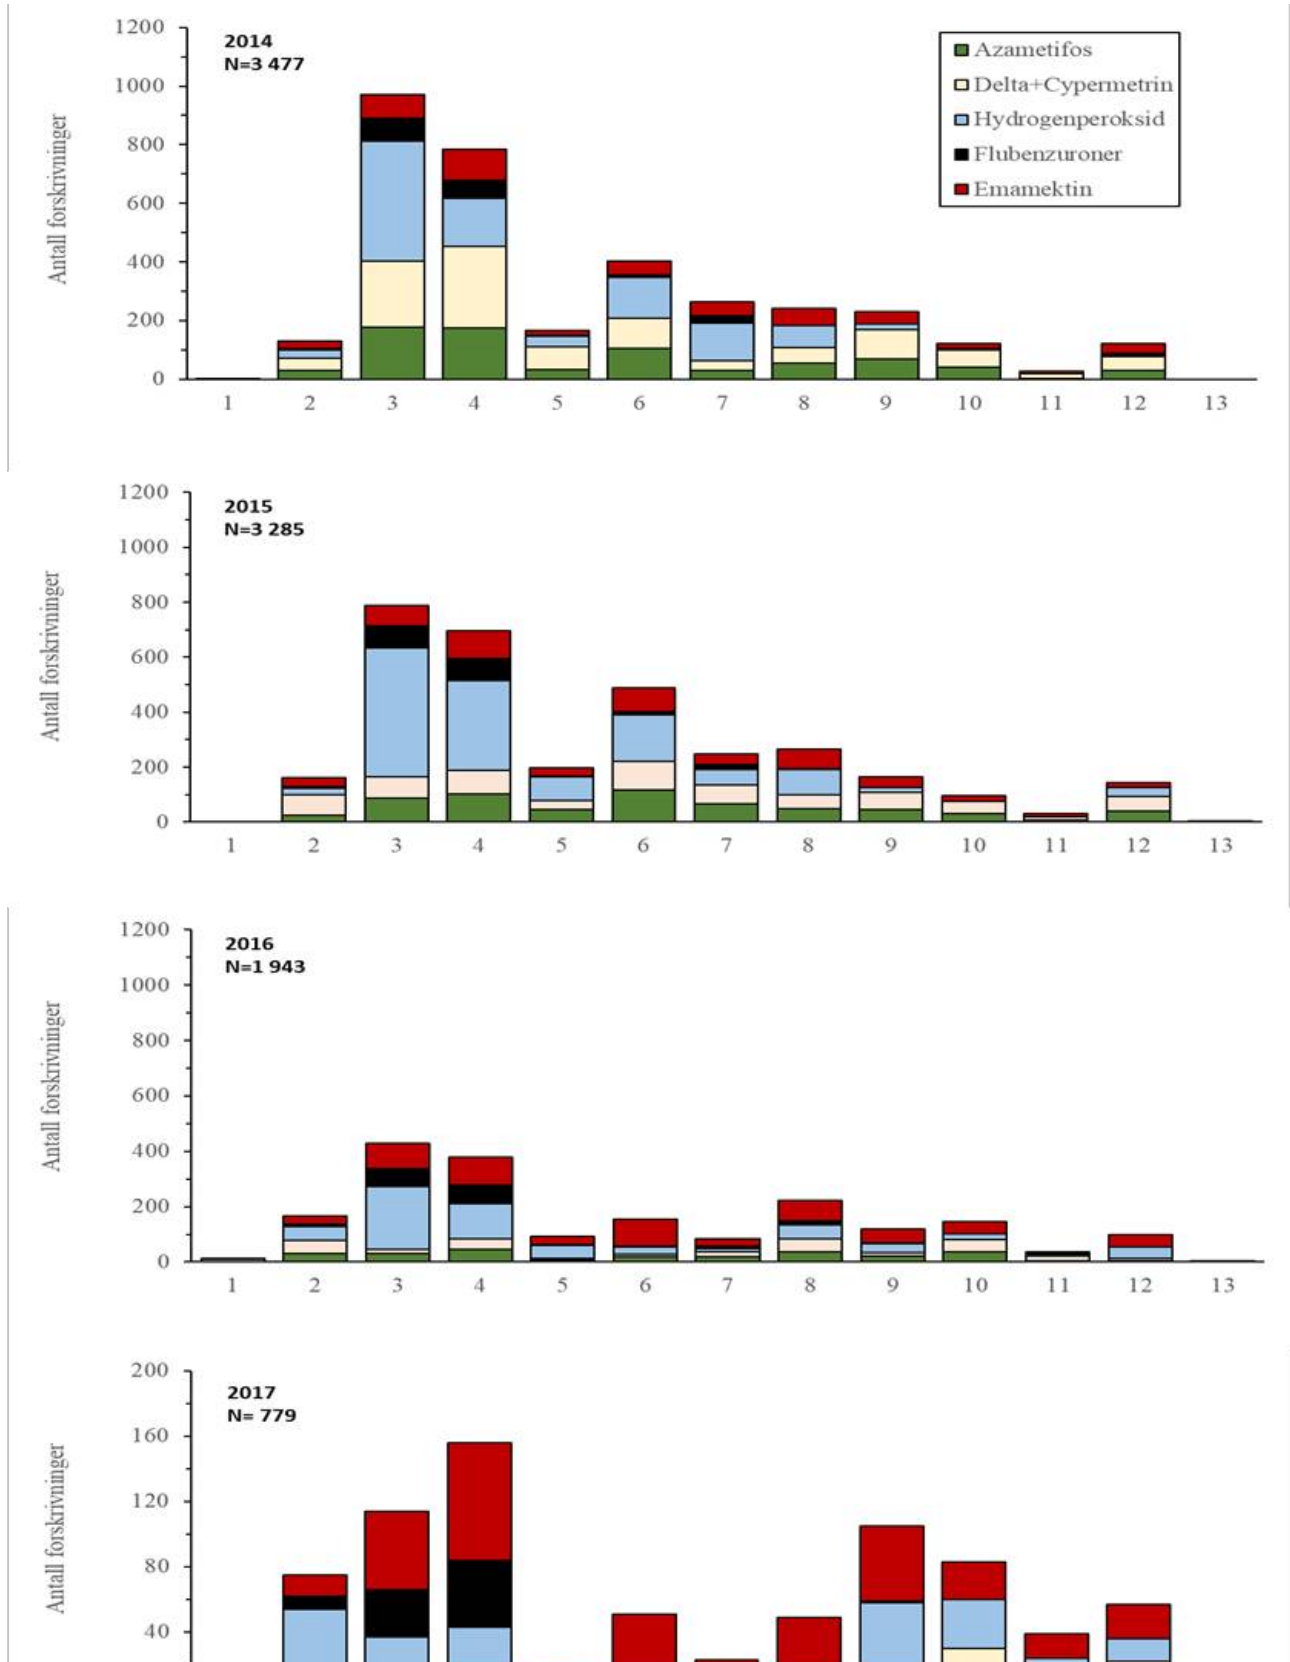 2014
N=3 477
Azametifos
Delta+Cypermetrin
Hydrogenperoksid
Flubenzuroner
Emamektin
Antall forskrivninger
1200
1000
800
600
400
200
0
1 2 3 4 5 6 7 8 9 10 11 12 13
2015
N=3 285
Antall forskrivninger
1200
1000
800
600
400
200
0
1 2 3 4 5 6 7 8 9 10 11 12 13
2016
N=1 943
Antall forskrivninger
1200
1000
800
600
400
200
0
1 2 3 4 5 6 7 8 9 10 11 12 13
2017
N= 779
Antall forskrivninger
200
160
120
80
40